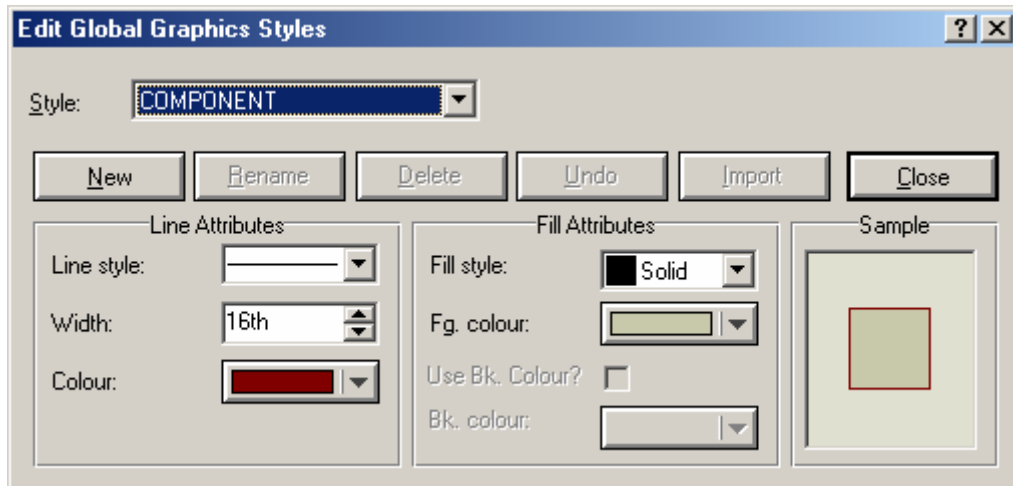 Edit Global Graphics Styles
Style: COMPONENT
New Rename Delete Undo Import Close
Line Attributes
Line style:
Width: 16th
Colour:
Fill Attributes
Fill style: Solid
Fg. colour:
Use Bk. Colour?
Bk. colour:
Sample